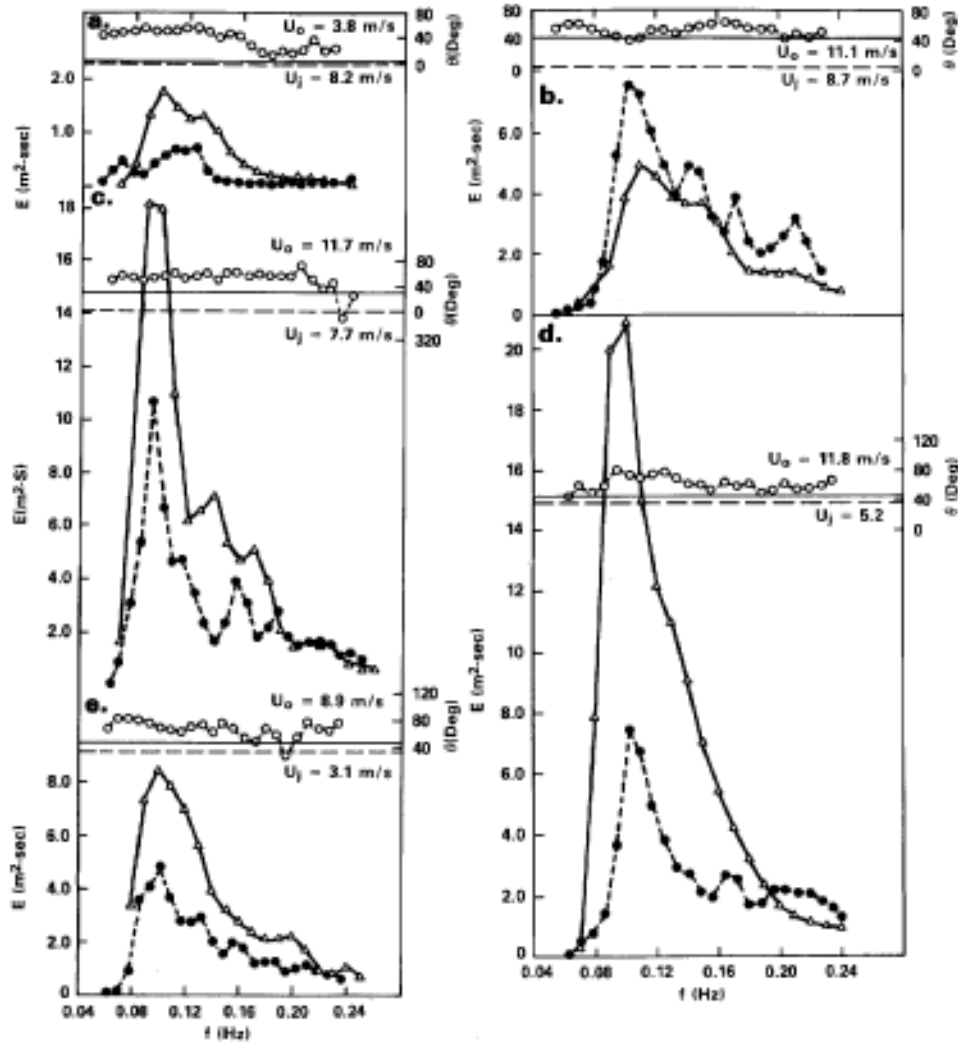 a.
Uo = 3.8 m/s
80
40
0
θ(Deg)
Uj = 8.2 m/s
2.0
1.0
E (m²-sec)
80
40
0
Uo = 11.1 m/s
80
40
0
θ(Deg)
Uj = 8.7 m/s
b.
6.0
4.0
2.0
0
E (m²-sec)
c.
18
16
14
12
10
8.0
6.0
4.0
2.0
E(m²-S)
Uo = 11.7 m/s
80
40
0
320
θ(Deg)
Uj = 7.7 m/s
d.
20
18
16
14
12
10
8.0
6.0
4.0
2.0
0
E (m²-sec)
Uo = 11.8 m/s
120
80
40
0
θ (Deg)
Uj = 5.2
0.04 0.08 0.12 0.16 0.20 0.24
f (Hz)
e.
Uo = 8.9 m/s
120
80
40
θ(Deg)
Uj = 3.1 m/s
8.0
6.0
4.0
2.0
0
E (m²-sec)
0.04 0.08 0.12 0.16 0.20 0.24
f (Hz)